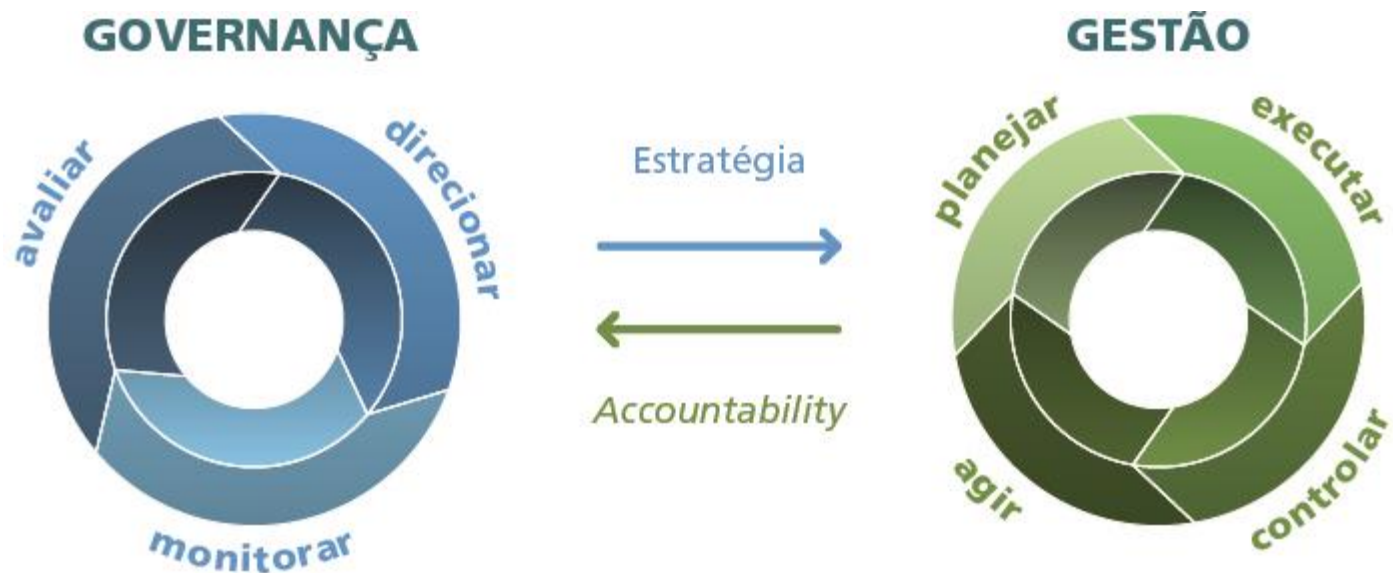 GOVERNANÇA
avaliar
direcionar
monitorar
Estratégia
Accountability
GESTÃO
planejar
executar
controlar
agir